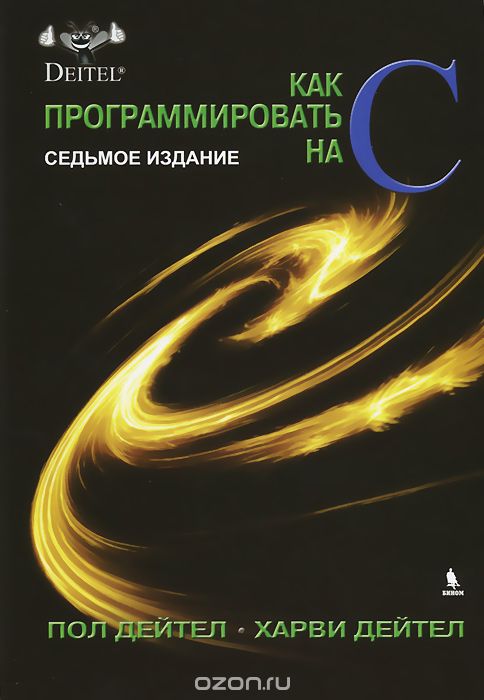 DEITEL®
КАК
ПРОГРАММИРОВАТЬ
НА C
СЕДЬМОЕ ИЗДАНИЕ
БИНОМ
ПОЛ ДЕЙТЕЛ · ХАРВИ ДЕЙТЕЛ
ozon.ru